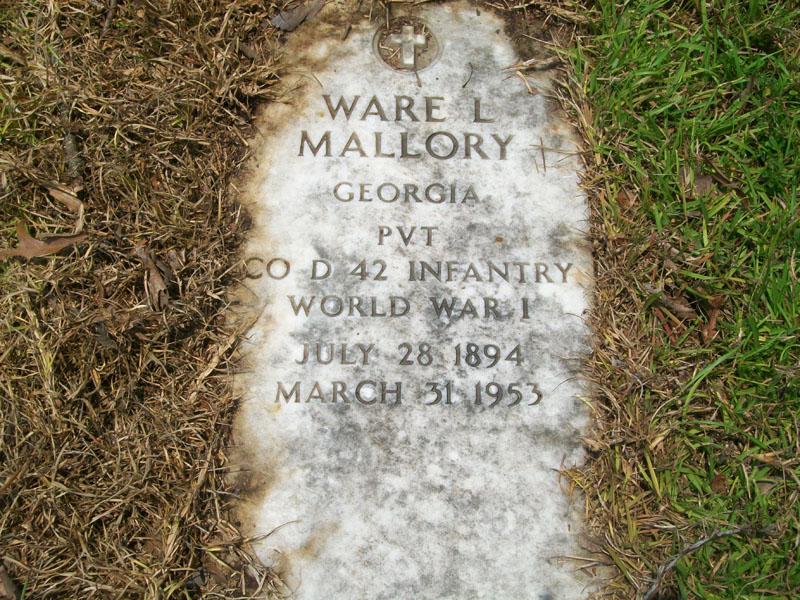 WARE L
MALLORY
GEORGIA
PVT
CO D 42 INFANTRY
WORLD WAR I
JULY 28 1894
MARCH 31 1953